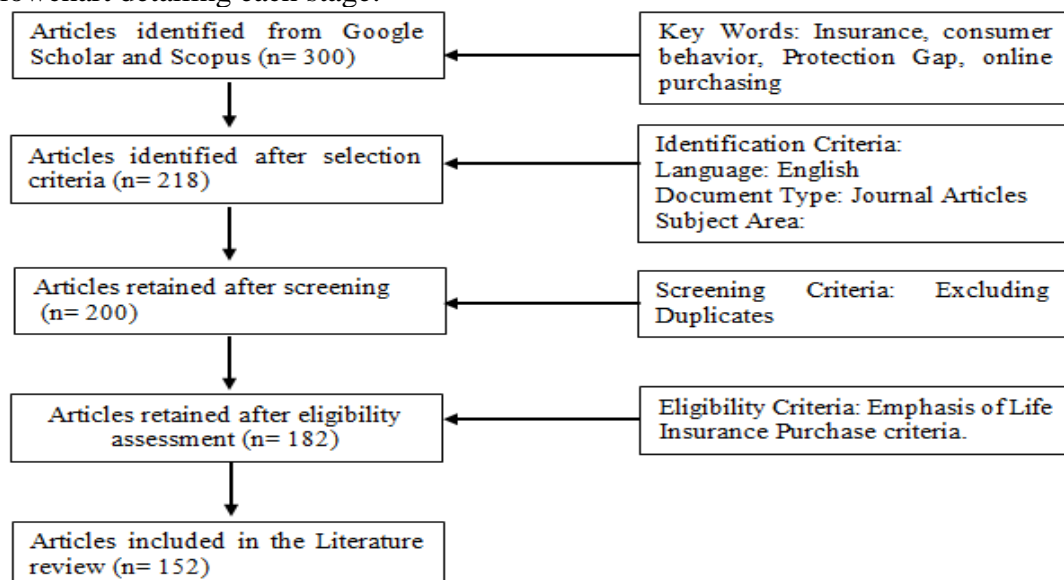 lowchart detailing each stage.
Articles identified from Google
Scholar and Scopus (n= 300)
Key Words: Insurance, consumer
behavior, Protection Gap, online
purchasing
Articles identified after selection
criteria (n= 218)
Identification Criteria:
Language: English
Document Type: Journal Articles
Subject Area:
Articles retained after screening
(n= 200)
Screening Criteria: Excluding
Duplicates
Articles retained after eligibility
assessment (n= 182)
Eligibility Criteria: Emphasis of Life
Insurance Purchase criteria.
Articles included in the Literature
review (n= 152)